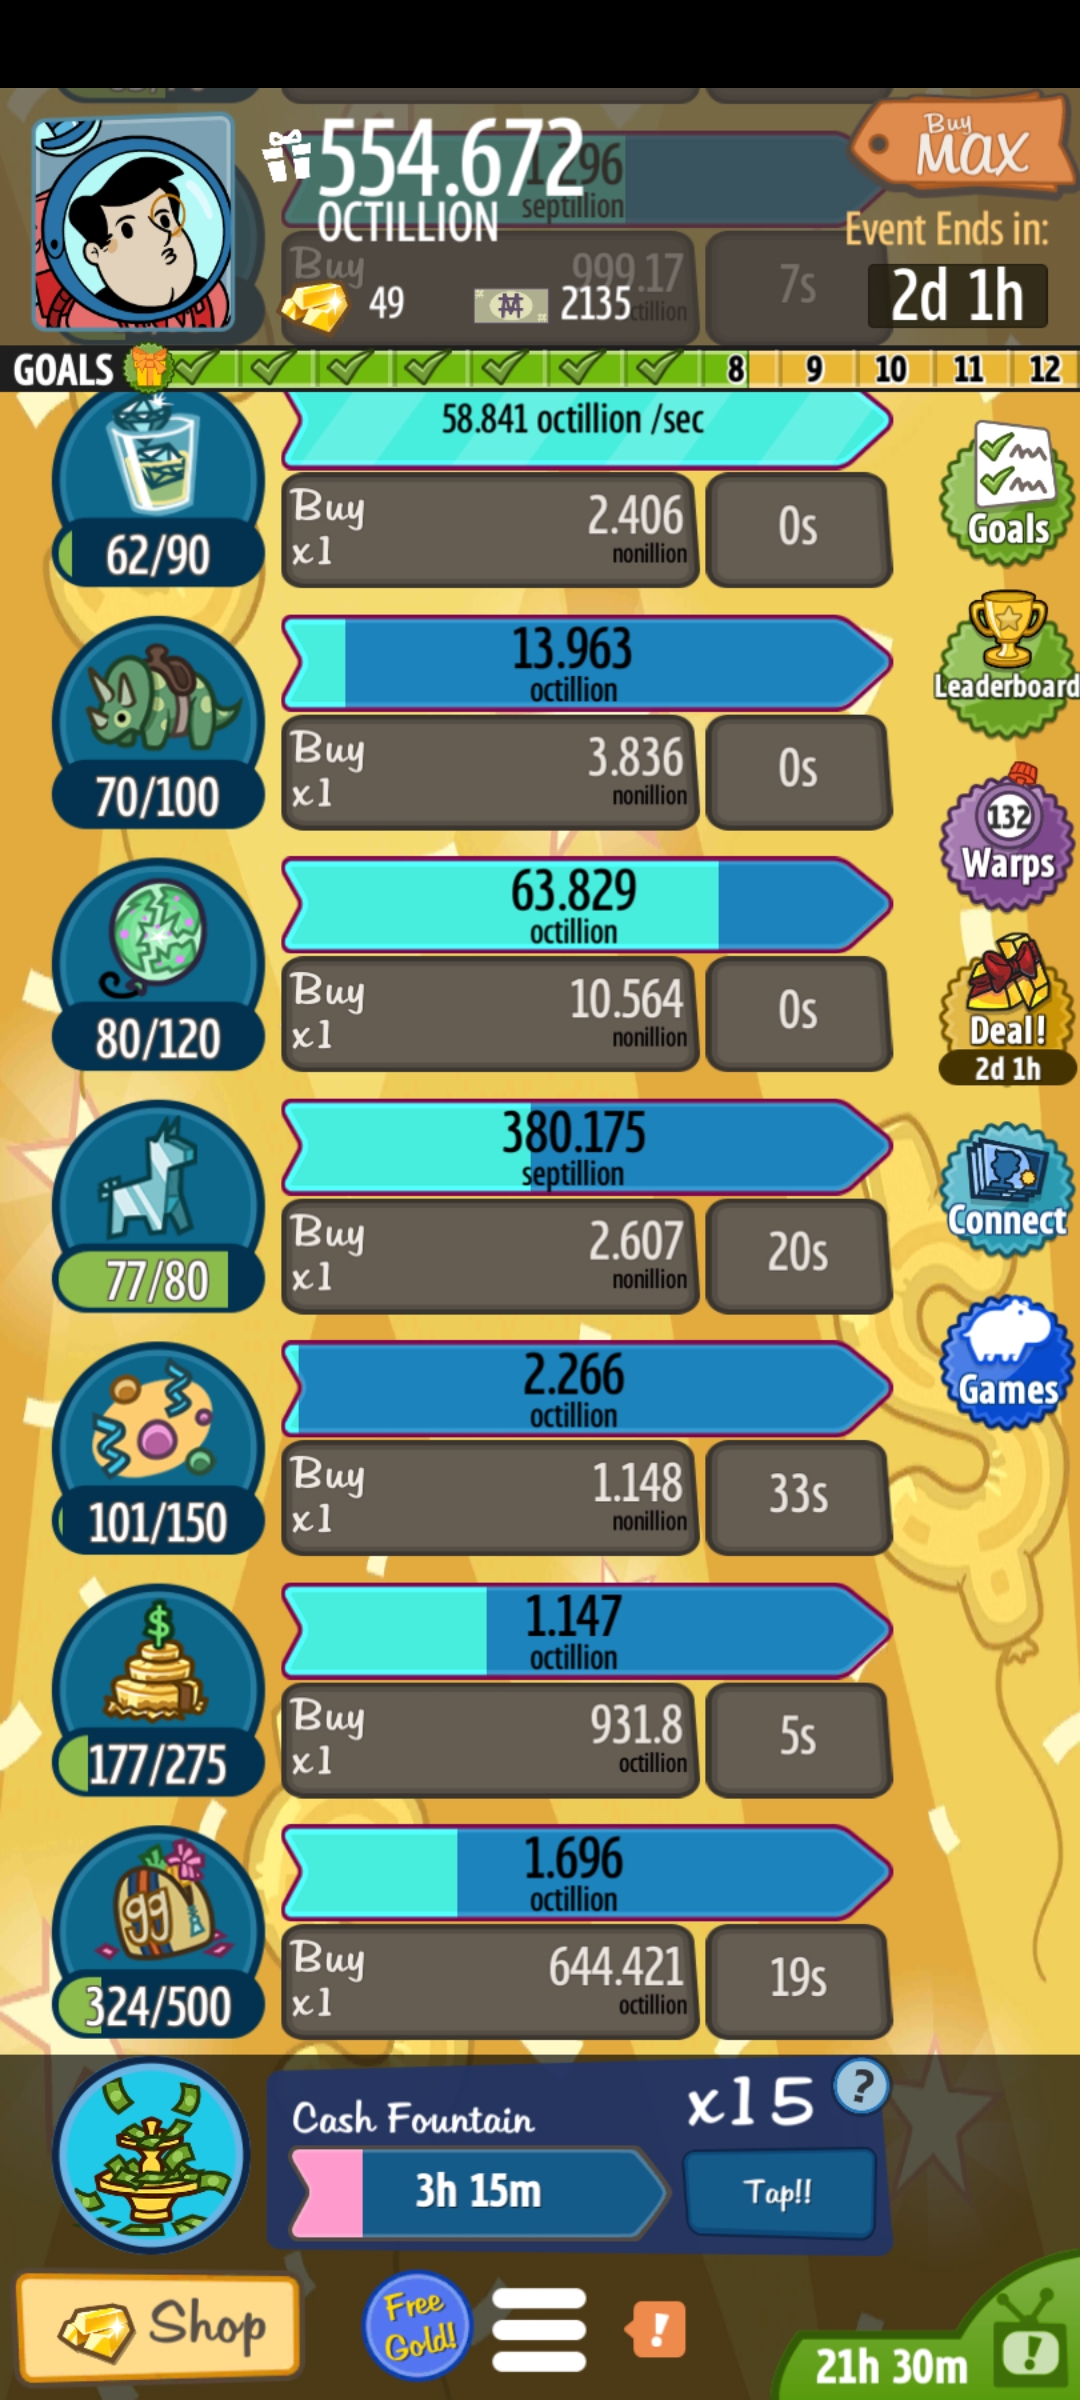 Buy
MAX
554.672
OCTILLION
1.296
septillion
Event Ends in:
2d 1h
Buy
999.17
7s
49
2135
GOALS
8
9
10
11
12
58.841 octillion /sec
Buy
x1
2.406
nonillion
0s
62/90
Goals
13.963
octillion
Buy
x1
3.836
nonillion
0s
70/100
Leaderboard
132
Warps
63.829
octillion
Buy
x1
10.564
nonillion
0s
80/120
Deal!
2d 1h
380.175
septillion
Buy
x1
2.607
nonillion
20s
77/80
Connect
Games
2.266
octillion
Buy
x1
1.148
nonillion
33s
101/150
$
1.147
octillion
Buy
x1
931.8
octillion
5s
177/275
99
1.696
octillion
Buy
x1
644.421
octillion
19s
324/500
Cash Fountain
x15
?
3h 15m
Tap!!
Shop
Free
Gold!
!
21h 30m
!